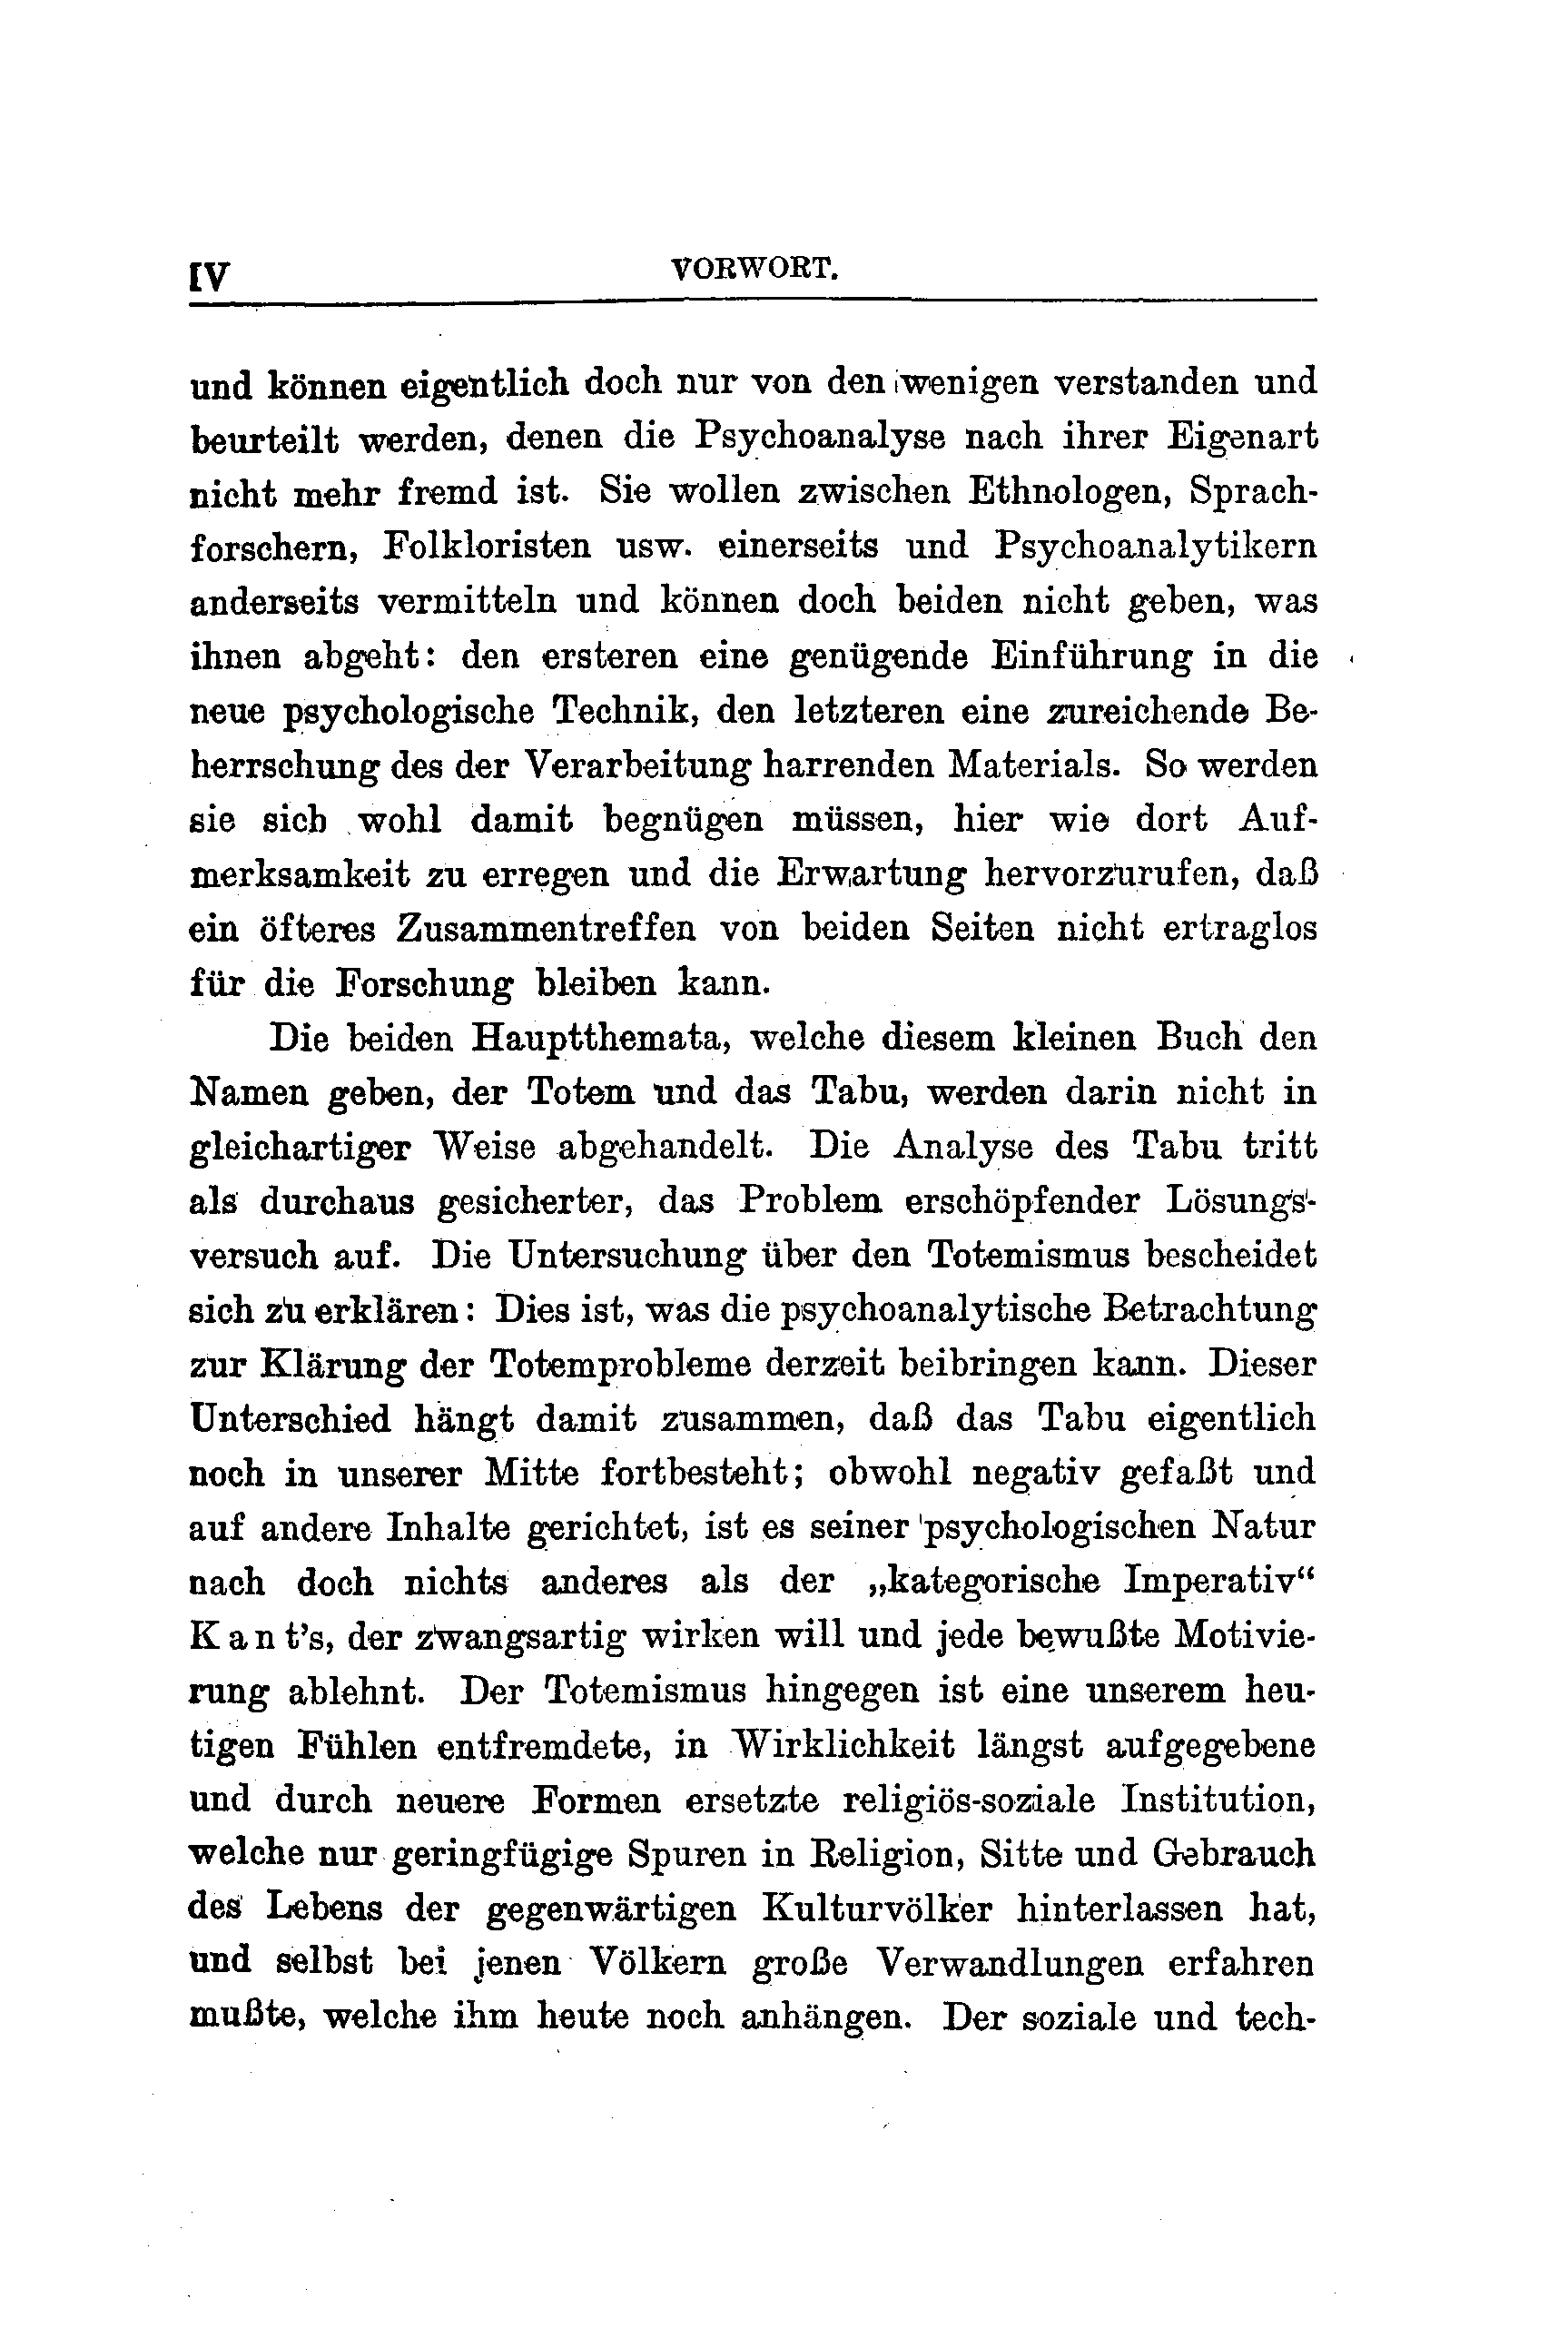 IV VORWORT.
und können eigentlich doch nur von den wenigen verstanden und
beurteilt werden, denen die Psychoanalyse nach ihrer Eigenart
nicht mehr fremd ist. Sie wollen zwischen Ethnologen, Sprach-
forschern, Folkloristen usw. einerseits und Psychoanalytikern
anderseits vermitteln und können doch beiden nicht geben, was
ihnen abgeht: den ersteren eine genügende Einführung in die
neue psychologische Technik, den letzteren eine zureichende Be-
herrschung des der Verarbeitung harrenden Materials. So werden
sie sich wohl damit begnügen müssen, hier wie dort Auf-
merksamkeit zu erregen und die Erwartung hervorzurufen, daß
ein öfteres Zusammentreffen von beiden Seiten nicht ertraglos
für die Forschung bleiben kann.
Die beiden Hauptthemata, welche diesem kleinen Buch den
Namen geben, der Totem und das Tabu, werden darin nicht in
gleichartiger Weise abgehandelt. Die Analyse des Tabu tritt
als durchaus gesicherter, das Problem erschöpfender Lösungs-
versuch auf. Die Untersuchung über den Totemismus bescheidet
sich zu erklären: Dies ist, was die psychoanalytische Betrachtung
zur Klärung der Totemprobleme derzeit beibringen kann. Dieser
Unterschied hängt damit zusammen, daß das Tabu eigentlich
noch in unserer Mitte fortbesteht; obwohl negativ gefaßt und
auf andere Inhalte gerichtet, ist es seiner psychologischen Natur
nach doch nichts anderes als der „kategorische Imperativ“
Kant’s, der zwangsartig wirken will und jede bewußte Motivie-
rung ablehnt. Der Totemismus hingegen ist eine unserem heu-
tigen Fühlen entfremdete, in Wirklichkeit längst aufgegebene
und durch neuere Formen ersetzte religiös-soziale Institution,
welche nur geringfügige Spuren in Religion, Sitte und Gebrauch
des Lebens der gegenwärtigen Kulturvölker hinterlassen hat,
und selbst bei jenen Völkern große Verwandlungen erfahren
mußte, welche ihm heute noch anhängen. Der soziale und tech-